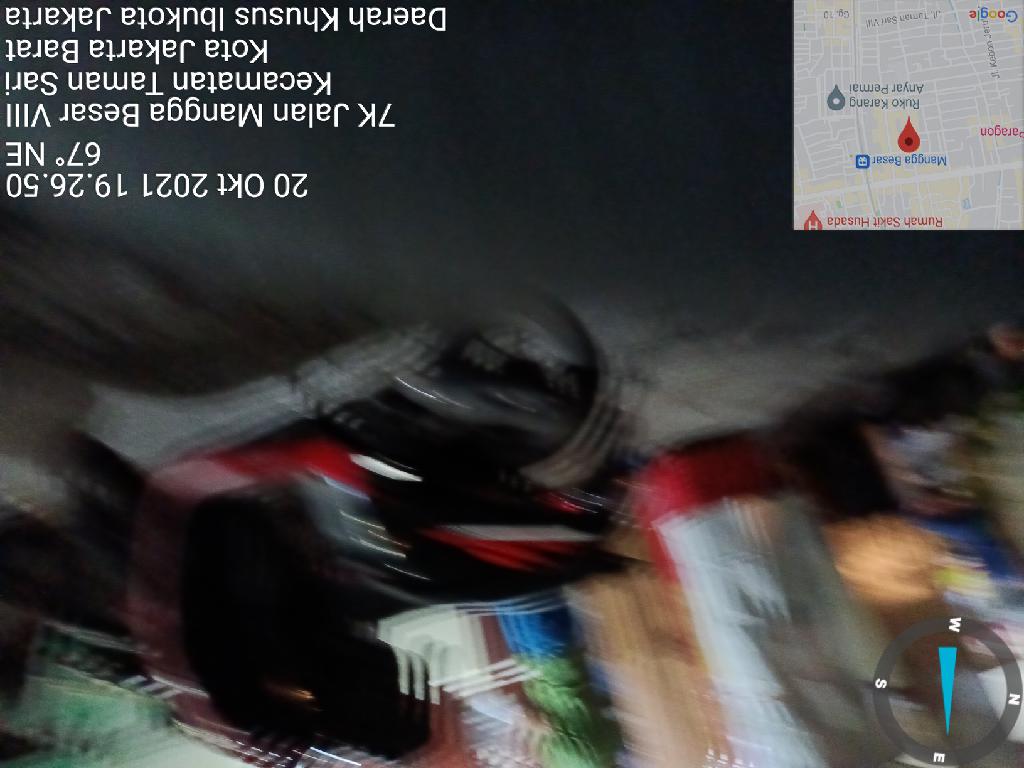 E
N
S
W
Rumah Sakit Husada
H
Mangga Besar
Paragon
Ruko Karang
Anyar Permai
Jl. Taman Sari VIII
Gg. 10
Google
20 Okt 2021 19.26.50
67° NE
7K Jalan Mangga Besar VIII
Kecamatan Taman Sari
Kota Jakarta Barat
Daerah Khusus Ibukota Jakarta